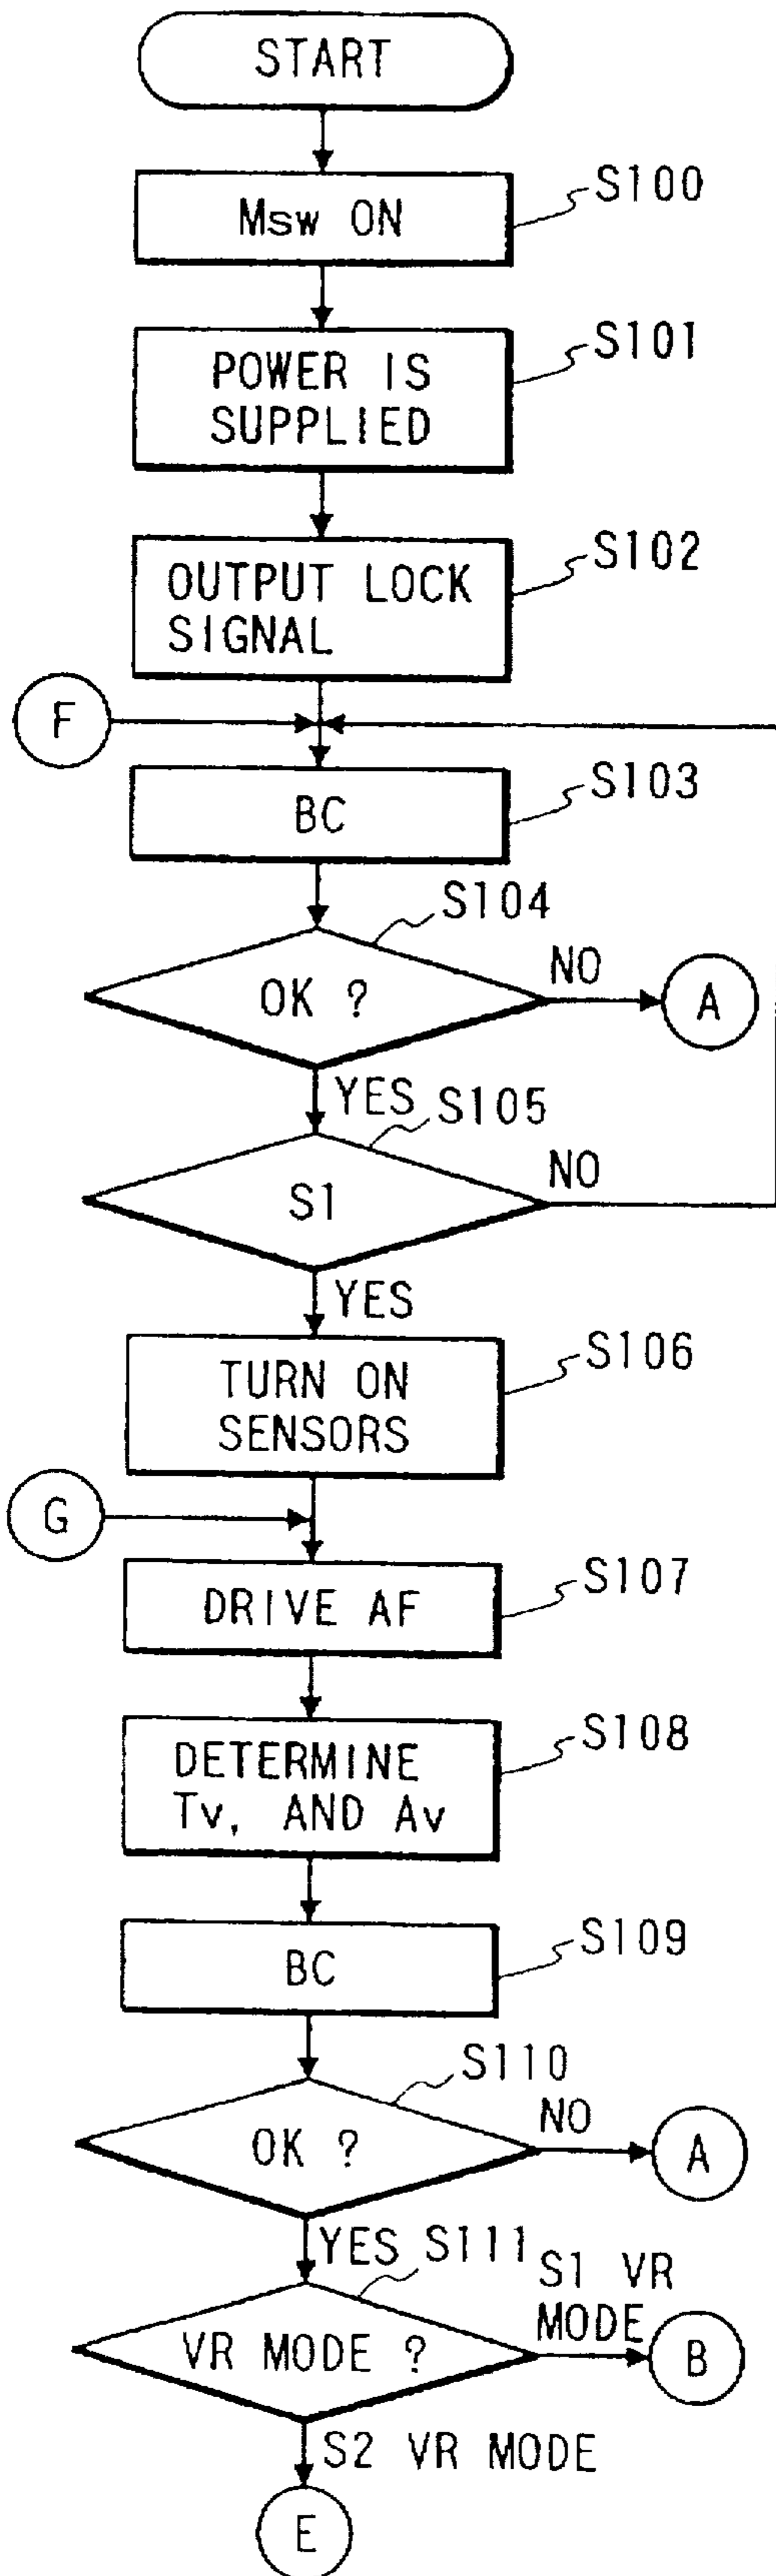 START
Msw ON
S100
POWER IS
SUPPLIED
S101
OUTPUT LOCK
SIGNAL
S102
F
BC
S103
S104
OK ?
NO
A
YES
S105
S1
NO
YES
TURN ON
SENSORS
S106
G
DRIVE AF
S107
DETERMINE
Tv, AND Av
S108
BC
S109
S110
OK ?
NO
A
YES
S111
VR MODE ?
S1 VR
MODE
B
S2 VR MODE
E